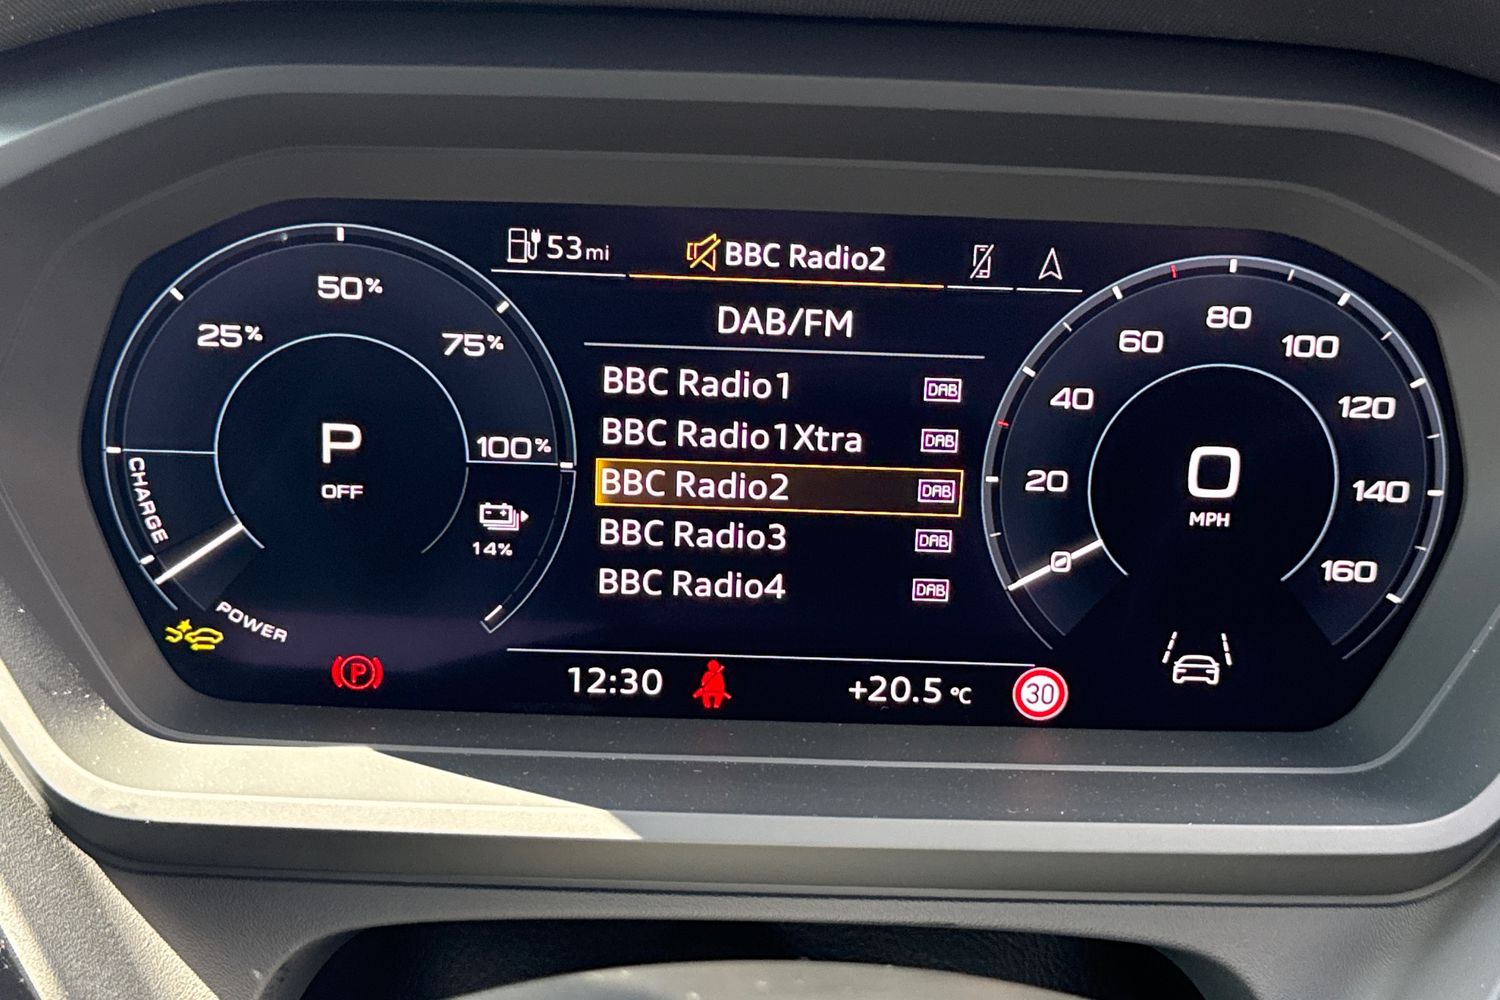 53mi
BBC Radio2
DAB/FM
BBC Radio1 DAB
BBC Radio1Xtra DAB
BBC Radio2 DAB
BBC Radio3 DAB
BBC Radio4 DAB
25%
50%
75%
100%
P
OFF
CHARGE
14%
POWER
(P)
12:30
+20.5 °C
30
0
20
40
60
80
100
120
140
160
0
MPH